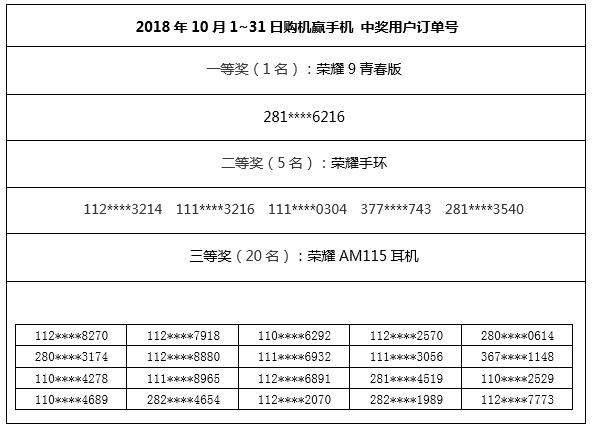 2018 年 10 月 1~31 日购机赢手机 中奖用户订单号
一等奖（1 名）：荣耀 9 青春版
281****6216
二等奖（5 名）：荣耀手环
112****3214 111****3216 111****0304 377****743 281****3540
三等奖（20 名）：荣耀 AM115 耳机
112****8270 112****7918 110****6292 112****2570 280****0614
280****3174 112****8880 111****6932 111****3056 367****1148
110****4278 111****8965 112****6891 281****4519 110****2529
110****4689 282****4654 112****2070 282****1989 112****7773